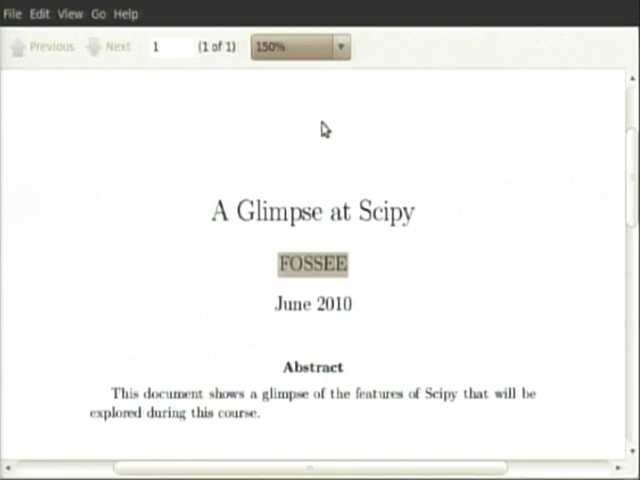 File Edit View Go Help
Previous Next 1 (1 of 1) 150%
A Glimpse at Scipy
FOSSEE
June 2010
Abstract
This document shows a glimpse of the features of Scipy that will be
explored during this course.